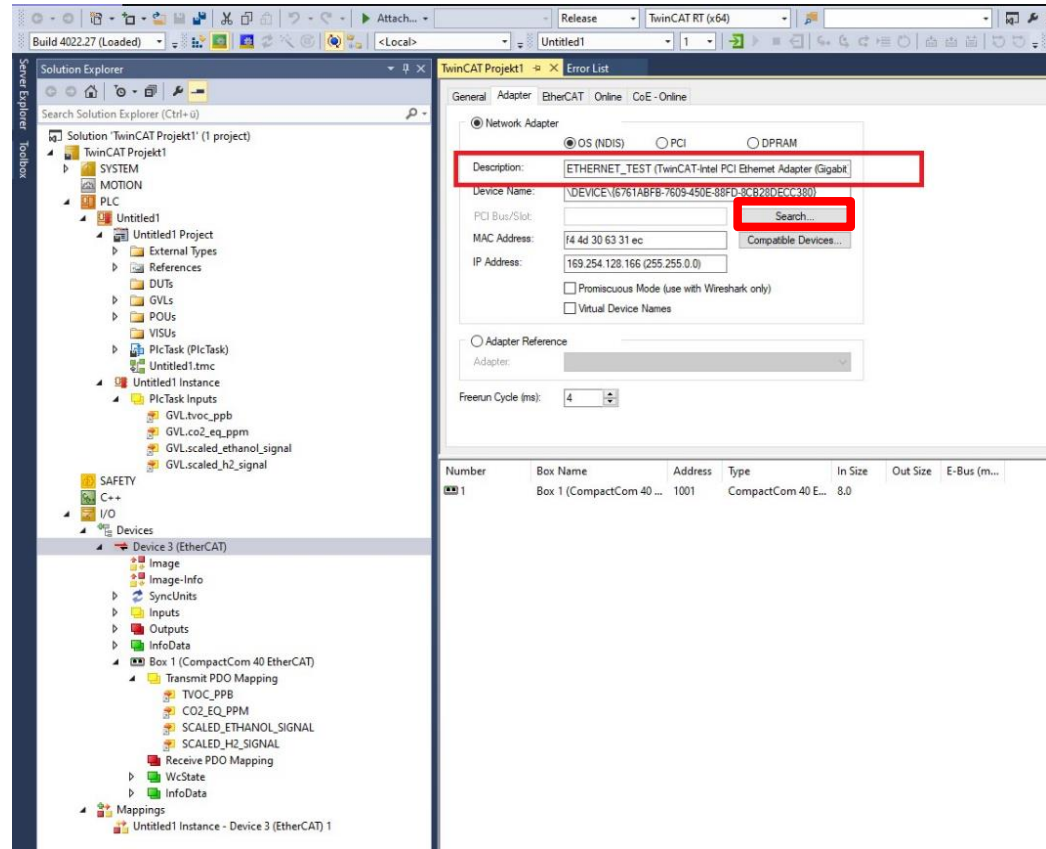 Attach...
Release
TwinCAT RT (x64)
Build 4022.27 (Loaded)
<Local>
Untitled1
1
Server Explorer
Toolbox
Solution Explorer
Search Solution Explorer (Ctrl+ü)
Solution 'TwinCAT Projekt1' (1 project)
TwinCAT Projekt1
SYSTEM
MOTION
PLC
Untitled1
Untitled1 Project
External Types
References
DUTs
GVLs
POUs
VISUs
PlcTask (PlcTask)
Untitled1.tmc
Untitled1 Instance
PlcTask Inputs
GVL.tvoc_ppb
GVL.co2_eq_ppm
GVL.scaled_ethanol_signal
GVL.scaled_h2_signal
SAFETY
C++
I/O
Devices
Device 3 (EtherCAT)
Image
Image-Info
SyncUnits
Inputs
Outputs
InfoData
Box 1 (CompactCom 40 EtherCAT)
Transmit PDO Mapping
TVOC_PPB
CO2_EQ_PPM
SCALED_ETHANOL_SIGNAL
SCALED_H2_SIGNAL
Receive PDO Mapping
WcState
InfoData
Mappings
Untitled1 Instance - Device 3 (EtherCAT) 1
TwinCAT Projekt1 Error List
General Adapter EtherCAT Online CoE - Online
Network Adapter
OS (NDIS) PCI DPRAM
Description: ETHERNET_TEST (TwinCAT-Intel PCI Ethernet Adapter (Gigabit
Device Name: \DEVICE\{6761ABFB-7609-450E-88FD-8CB28DECC380}
PCI Bus/Slot: Search...
MAC Address: f4 4d 30 63 31 ec Compatible Devices...
IP Address: 169.254.128.166 (255.255.0.0)
Promiscuous Mode (use with Wireshark only)
Virtual Device Names
Adapter Reference
Adapter:
Freerun Cycle (ms): 4
Number Box Name Address Type In Size Out Size E-Bus (m...
1 Box 1 (CompactCom 40 ... 1001 CompactCom 40 E... 8.0